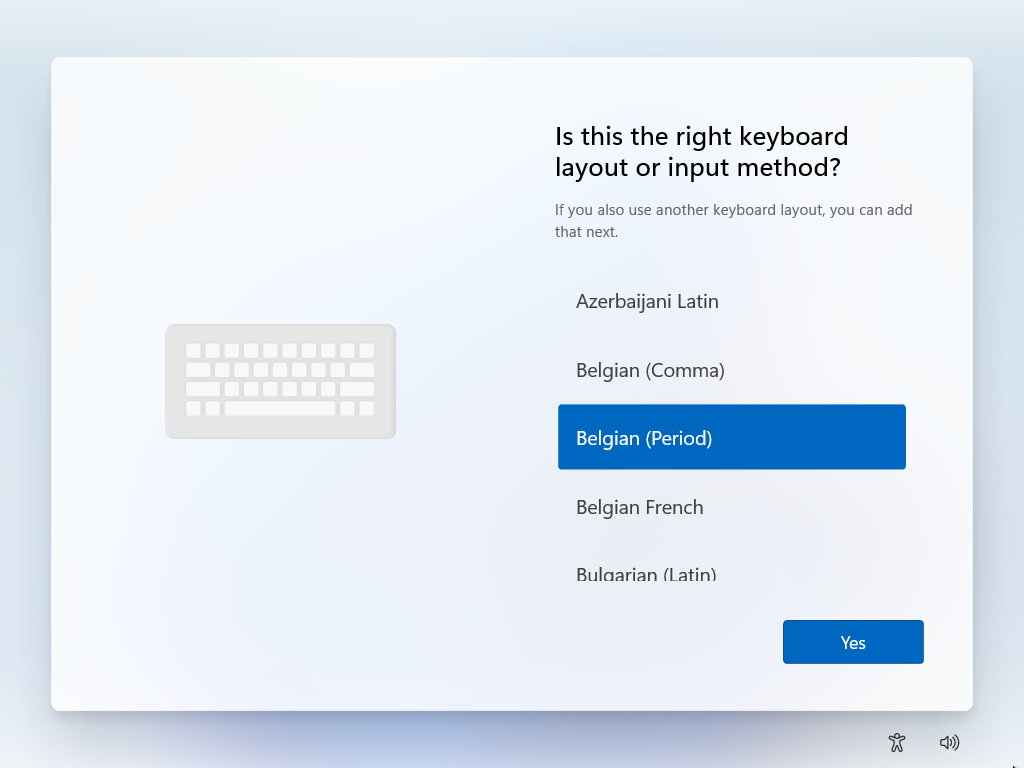 Is this the right keyboard
layout or input method?
If you also use another keyboard layout, you can add
that next.
Azerbaijani Latin
Belgian (Comma)
Belgian (Period)
Belgian French
Bulgarian (Latin)
Yes